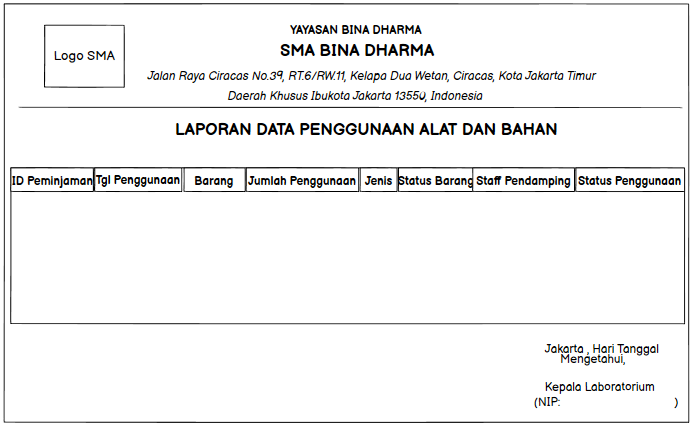 YAYASAN BINA DHARMA
Logo SMA
SMA BINA DHARMA
Jalan Raya Ciracas No.39, RT.6/RW.11, Kelapa Dua Wetan, Ciracas, Kota Jakarta Timur
Daerah Khusus Ibukota Jakarta 13550, Indonesia
LAPORAN DATA PENGGUNAAN ALAT DAN BAHAN
ID Peminjaman Tgl Penggunaan Barang Jumlah Penggunaan Jenis Status Barang Staff Pendamping Status Penggunaan
Jakarta , Hari Tanggal
Mengetahui,
Kepala Laboratorium
(NIP: )